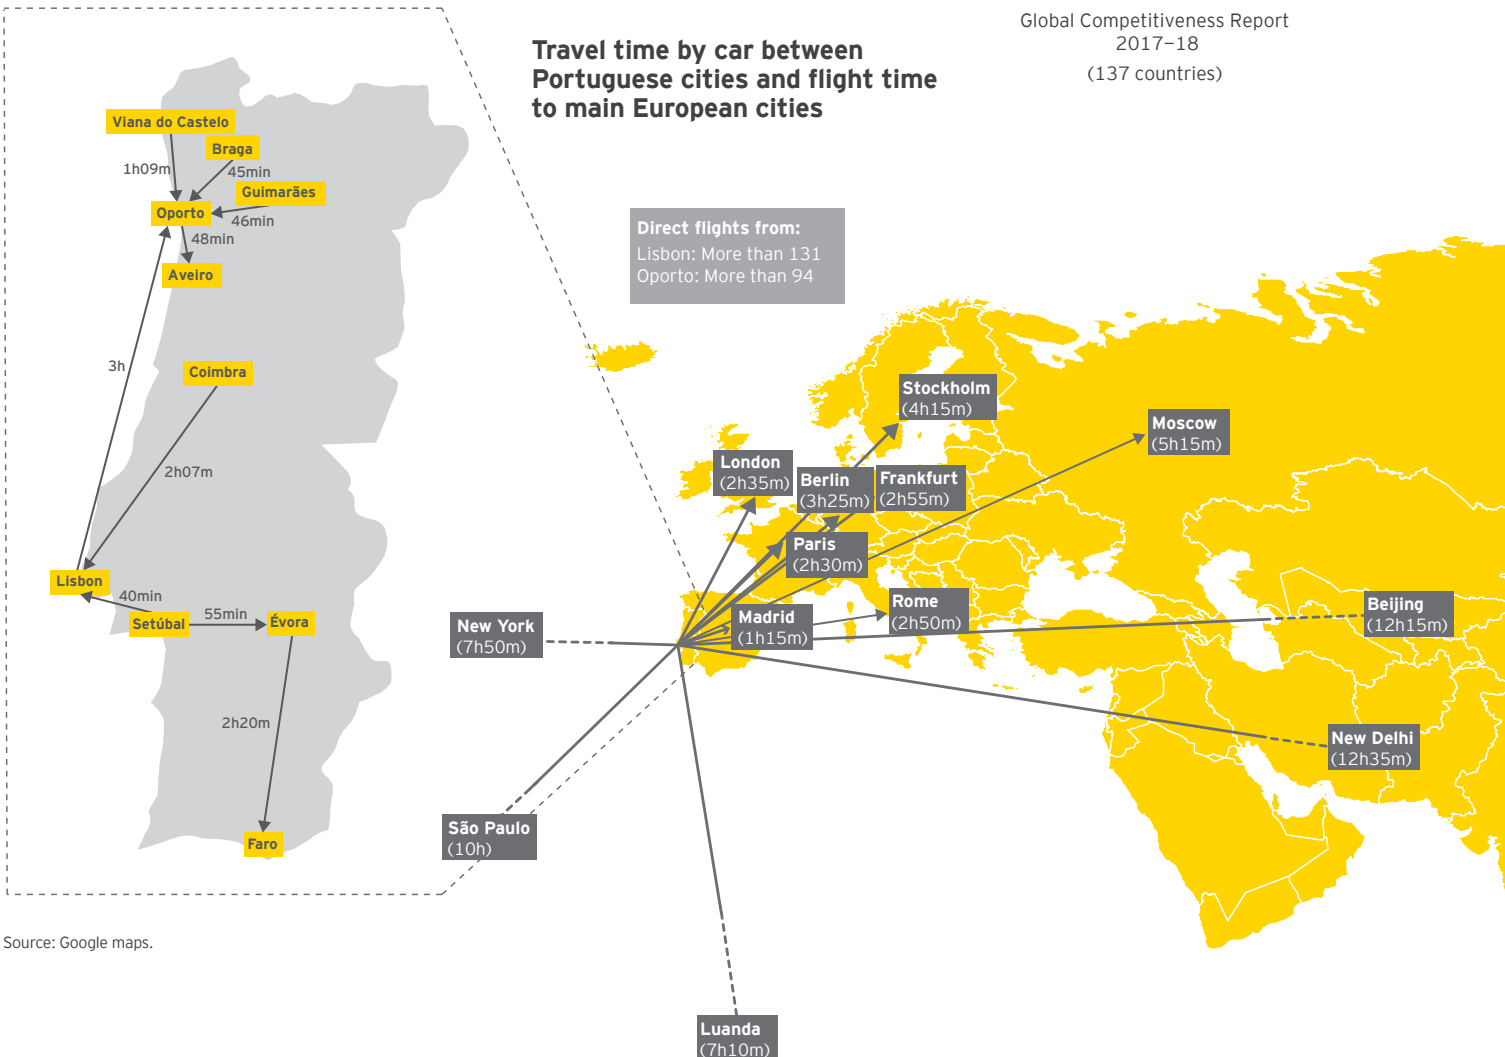 Global Competitiveness Report
2017–18
(137 countries)
Travel time by car between
Portuguese cities and flight time
to main European cities
Viana do Castelo
Braga
1h09m
45min
Guimarães
Oporto
46min
48min
Aveiro
3h
Coimbra
2h07m
Lisbon
40min
Setúbal
55min
Évora
2h20m
Faro
Direct flights from:
Lisbon: More than 131
Oporto: More than 94
Stockholm
(4h15m)
Moscow
(5h15m)
London
(2h35m)
Berlin
(3h25m)
Frankfurt
(2h55m)
Paris
(2h30m)
Rome
(2h50m)
Madrid
(1h15m)
New York
(7h50m)
Beijing
(12h15m)
New Delhi
(12h35m)
São Paulo
(10h)
Luanda
(7h10m)
Source: Google maps.